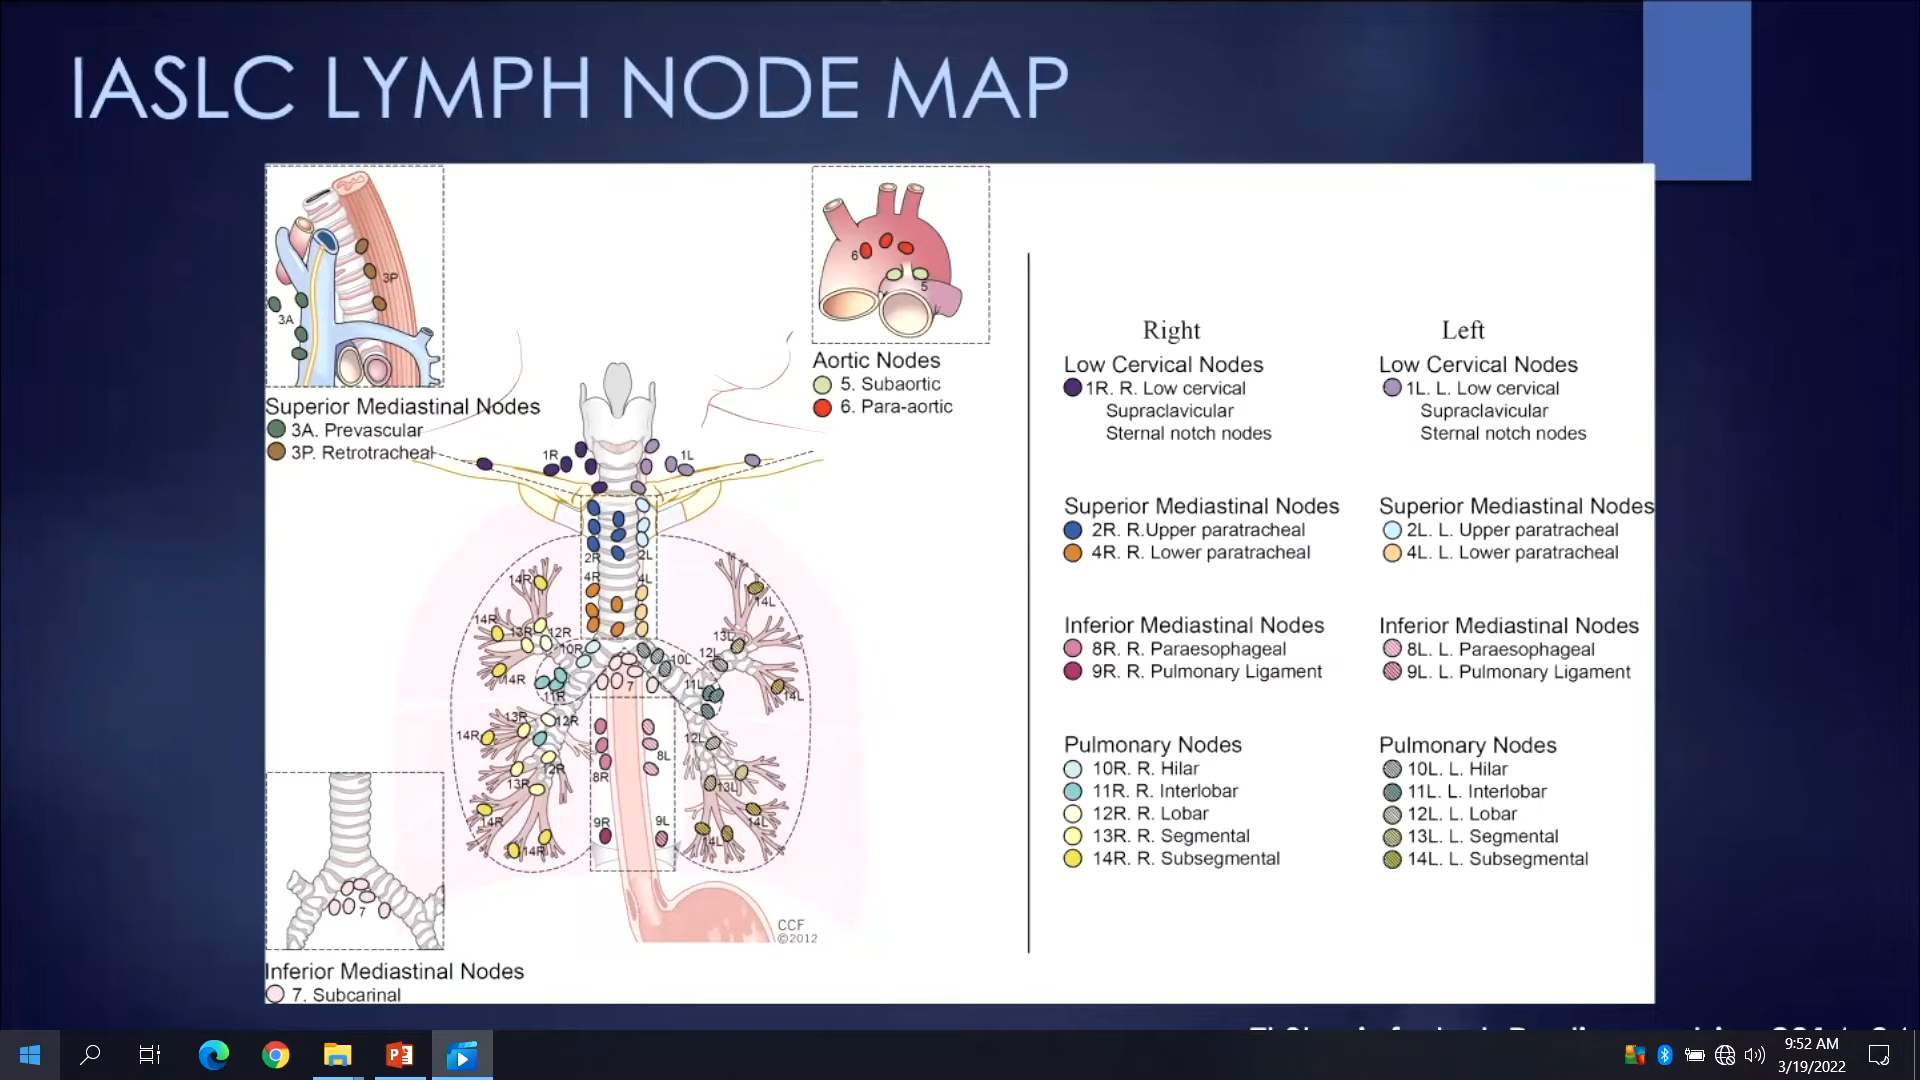 IASLC LYMPH NODE MAP
3P
3A
Superior Mediastinal Nodes
3A. Prevascular
3P. Retrotracheal
6
5
Aortic Nodes
5. Subaortic
6. Para-aortic
1R
1L
2R
2L
4R
4L
14R
14L
14R
13R
12R
13L
10R
12L
10L
14R
7
11L
14L
11R
13R
12R
14R
12L
8L
12R
8R
13R
13L
14R
9R
9L
14L
14R
14L
CCF
©2012
7
Inferior Mediastinal Nodes
7. Subcarinal
Right
Low Cervical Nodes
1R. R. Low cervical
Supraclavicular
Sternal notch nodes
Superior Mediastinal Nodes
2R. R.Upper paratracheal
4R. R. Lower paratracheal
Inferior Mediastinal Nodes
8R. R. Paraesophageal
9R. R. Pulmonary Ligament
Pulmonary Nodes
10R. R. Hilar
11R. R. Interlobar
12R. R. Lobar
13R. R. Segmental
14R. R. Subsegmental
Left
Low Cervical Nodes
1L. L. Low cervical
Supraclavicular
Sternal notch nodes
Superior Mediastinal Nodes
2L. L. Upper paratracheal
4L. L. Lower paratracheal
Inferior Mediastinal Nodes
8L. L. Paraesophageal
9L. L. Pulmonary Ligament
Pulmonary Nodes
10L. L. Hilar
11L. L. Interlobar
12L. L. Lobar
13L. L. Segmental
14L. L. Subsegmental
9:52 AM
3/19/2022